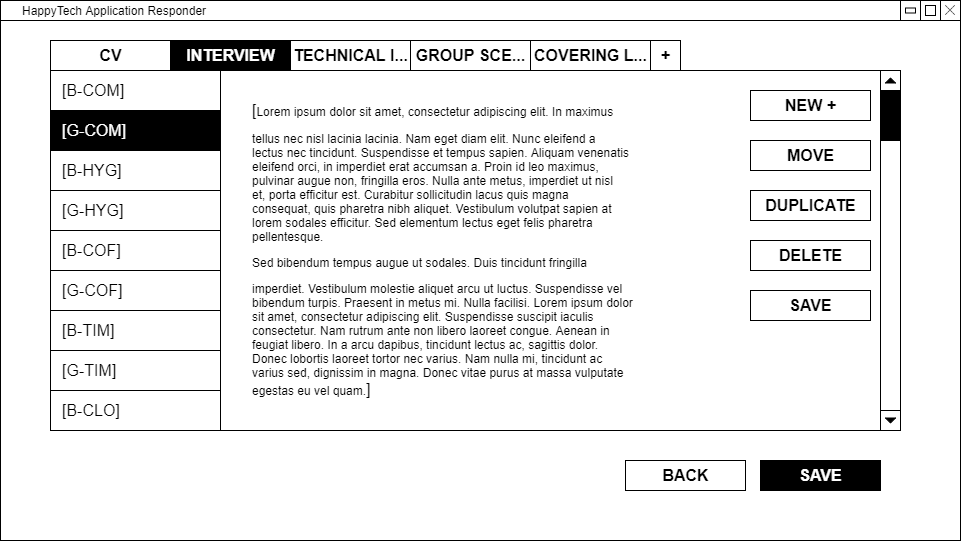 HappyTech Application Responder
CV INTERVIEW TECHNICAL I... GROUP SCE... COVERING L... +
[B-COM]
[G-COM]
[B-HYG]
[G-HYG]
[B-COF]
[G-COF]
[B-TIM]
[G-TIM]
[B-CLO]
[Lorem ipsum dolor sit amet, consectetur adipiscing elit. In maximus
tellus nec nisl lacinia lacinia. Nam eget diam elit. Nunc eleifend a
lectus nec tincidunt. Suspendisse et tempus sapien. Aliquam venenatis
eleifend orci, in imperdiet erat accumsan a. Proin id leo maximus,
pulvinar augue non, fringilla eros. Nulla ante metus, imperdiet ut nisl
et, porta efficitur est. Curabitur sollicitudin lacus quis magna
consequat, quis pharetra nibh aliquet. Vestibulum volutpat sapien at
lorem sodales efficitur. Sed elementum lectus eget felis pharetra
pellentesque.
Sed bibendum tempus augue ut sodales. Duis tincidunt fringilla
imperdiet. Vestibulum molestie aliquet arcu ut luctus. Suspendisse vel
bibendum turpis. Praesent in metus mi. Nulla facilisi. Lorem ipsum dolor
sit amet, consectetur adipiscing elit. Suspendisse suscipit iaculis
consectetur. Nam rutrum ante non libero laoreet congue. Aenean in
feugiat libero. In a arcu dapibus, tincidunt lectus ac, sagittis dolor.
Donec lobortis laoreet tortor nec varius. Nam nulla mi, tincidunt ac
varius sed, dignissim in magna. Donec vitae purus at massa vulputate
egestas eu vel quam.]
NEW +
MOVE
DUPLICATE
DELETE
SAVE
BACK SAVE